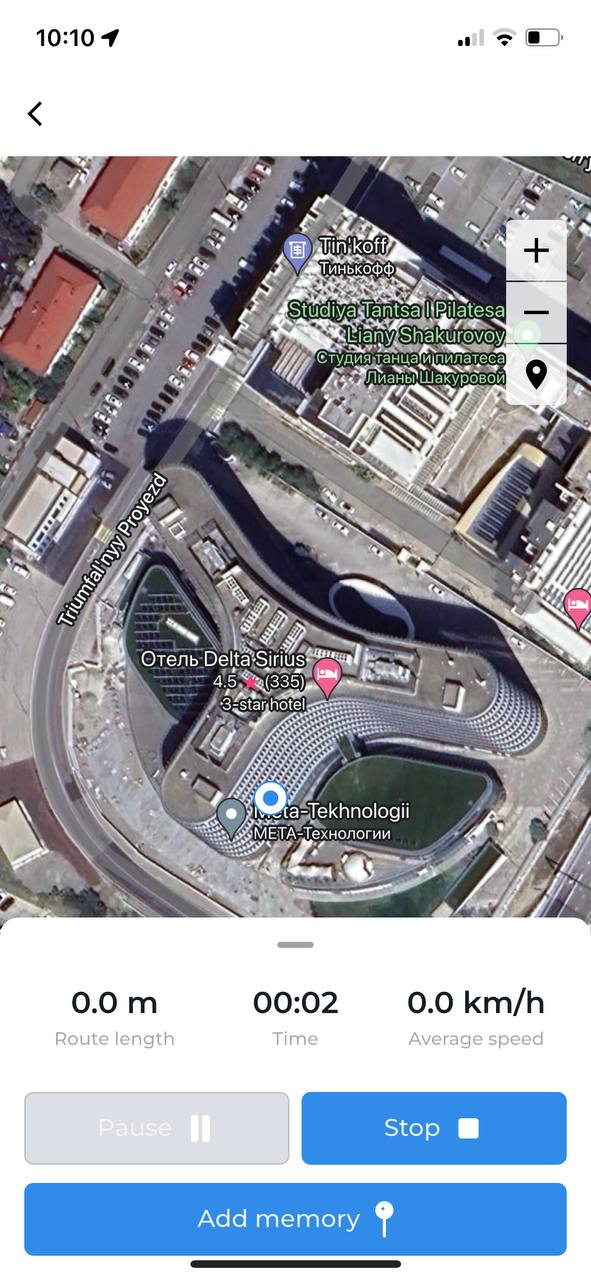 10:10
Tin'koff
Тинькофф
Studiya Tantsa I Pilatesa
Liany Shakurovoy
Студия танца и пилатеса
Лианы Шакуровой
Triumfal'nyy Proyezd
Отель Delta Sirius
4.5 ★ (335)
3-star hotel
Meta-Tekhnologii
МЕТА-Технологии
0.0 m
00:02
0.0 km/h
Route length
Time
Average speed
Pause
Stop
Add memory